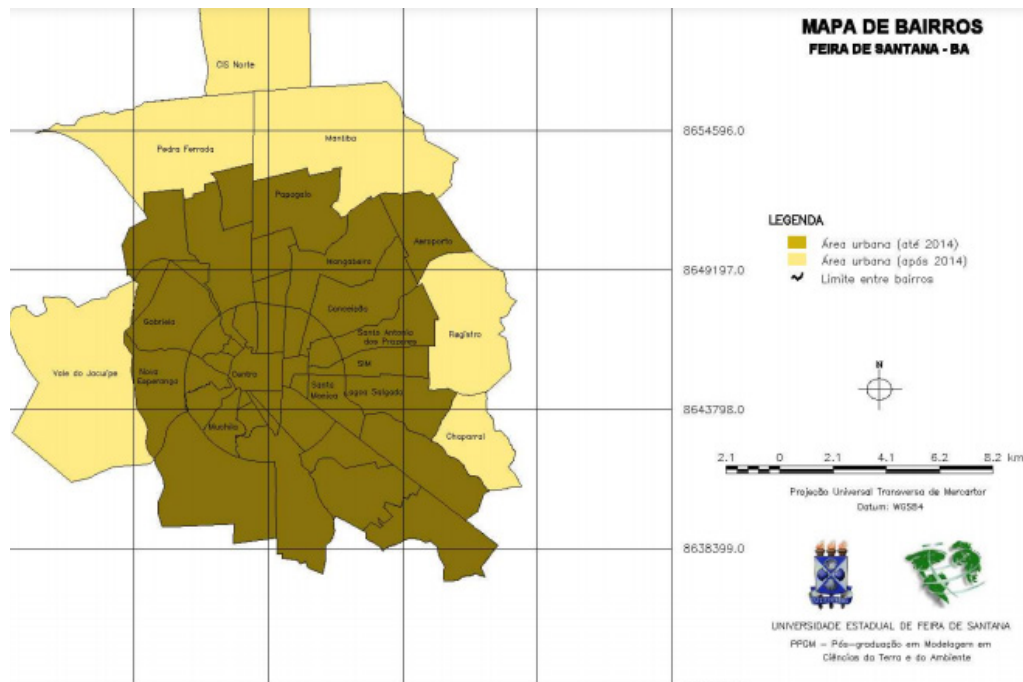 MAPA DE BAIRROS
FEIRA DE SANTANA - BA
CIS Norte
8654596.0
Mantiba
Pedra Ferrada
Papagaio
LEGENDA
Área urbana (até 2014)
Área urbana (após 2014)
Limite entre bairros
Aeroporto
Mangabeira
8649197.0
Conceição
Gabriela
Santo Antonio
dos Prazeres
Registro
SIM
Vale do Jacuípe
Nova
Esperança
Centro
Santa
Monica
Lagoa Salgada
N
8643798.0
Muchila
Chaparral
2.1 0 2.1 4.1 6.2 8.2 km
Projeção Universal Transversa de Mercartor
Datum: WGS84
8638399.0
UNIVERSIDADE ESTADUAL DE FEIRA DE SANTANA
PPGM – Pós-graduação em Modelagem em
Ciências da Terra e do Ambiente